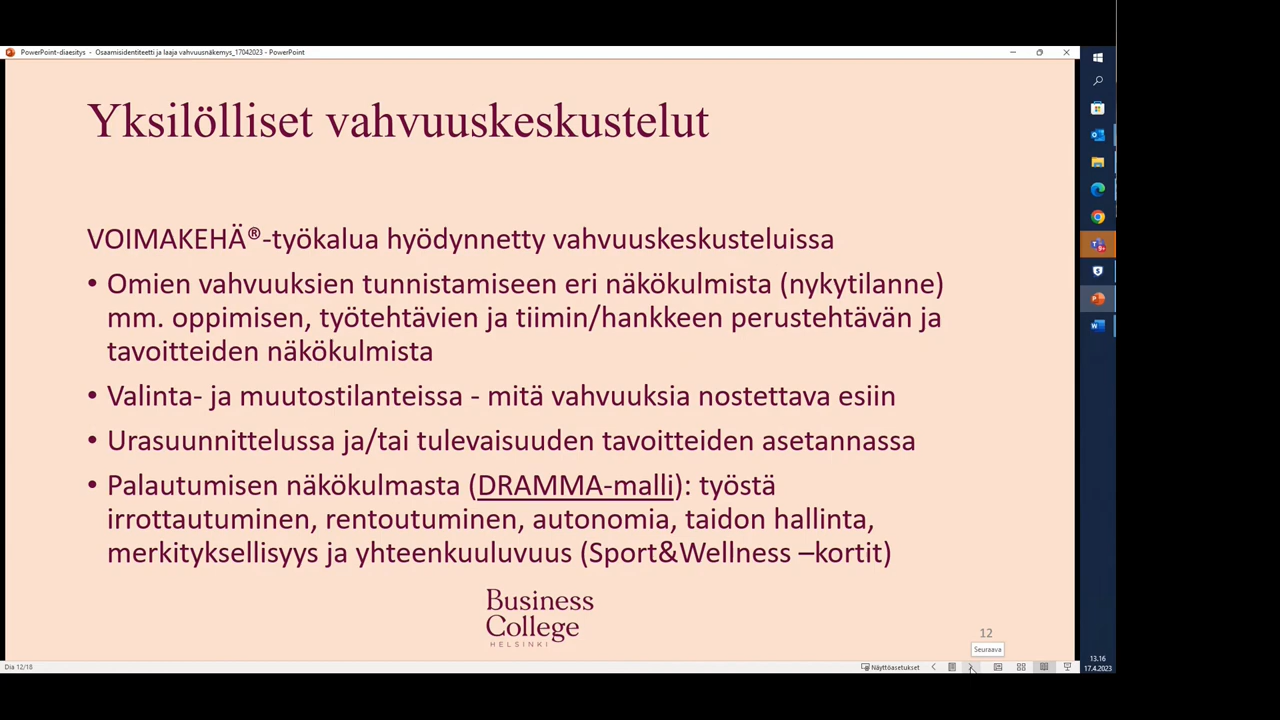 PowerPoint-diaesitys - Osaamisidentiteetti ja laaja vahvuusnäkemys_17042023 - PowerPoint
Yksilölliset vahvuuskeskustelut
VOIMAKEHÄ®-työkalua hyödynnetty vahvuuskeskusteluissa
• Omien vahvuuksien tunnistamiseen eri näkökulmista (nykytilanne)
mm. oppimisen, työtehtävien ja tiimin/hankkeen perustehtävän ja
tavoitteiden näkökulmista
• Valinta- ja muutostilanteissa - mitä vahvuuksia nostettava esiin
• Urasuunnittelussa ja/tai tulevaisuuden tavoitteiden asetannassa
• Palautumisen näkökulmasta (DRAMMA-malli): työstä
irrottautuminen, rentoutuminen, autonomia, taidon hallinta,
merkityksellisyys ja yhteenkuuluvuus (Sport&Wellness –kortit)
Business
College
HELSINKI
12
Seuraava
Dia 12/18
Näyttöasetukset
13.16
17.4.2023